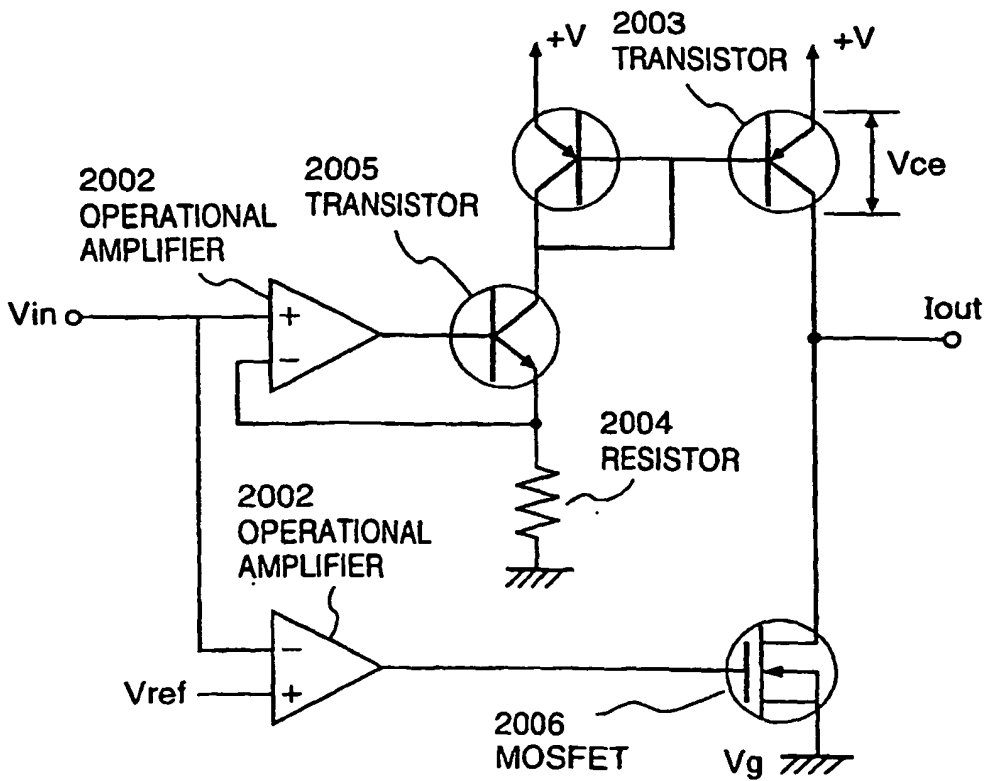 2003
TRANSISTOR
+V
+V
Vce
2005
TRANSISTOR
2002
OPERATIONAL
AMPLIFIER
Vin
+
−
Iout
2004
RESISTOR
2002
OPERATIONAL
AMPLIFIER
−
+
Vref
2006
MOSFET
Vg